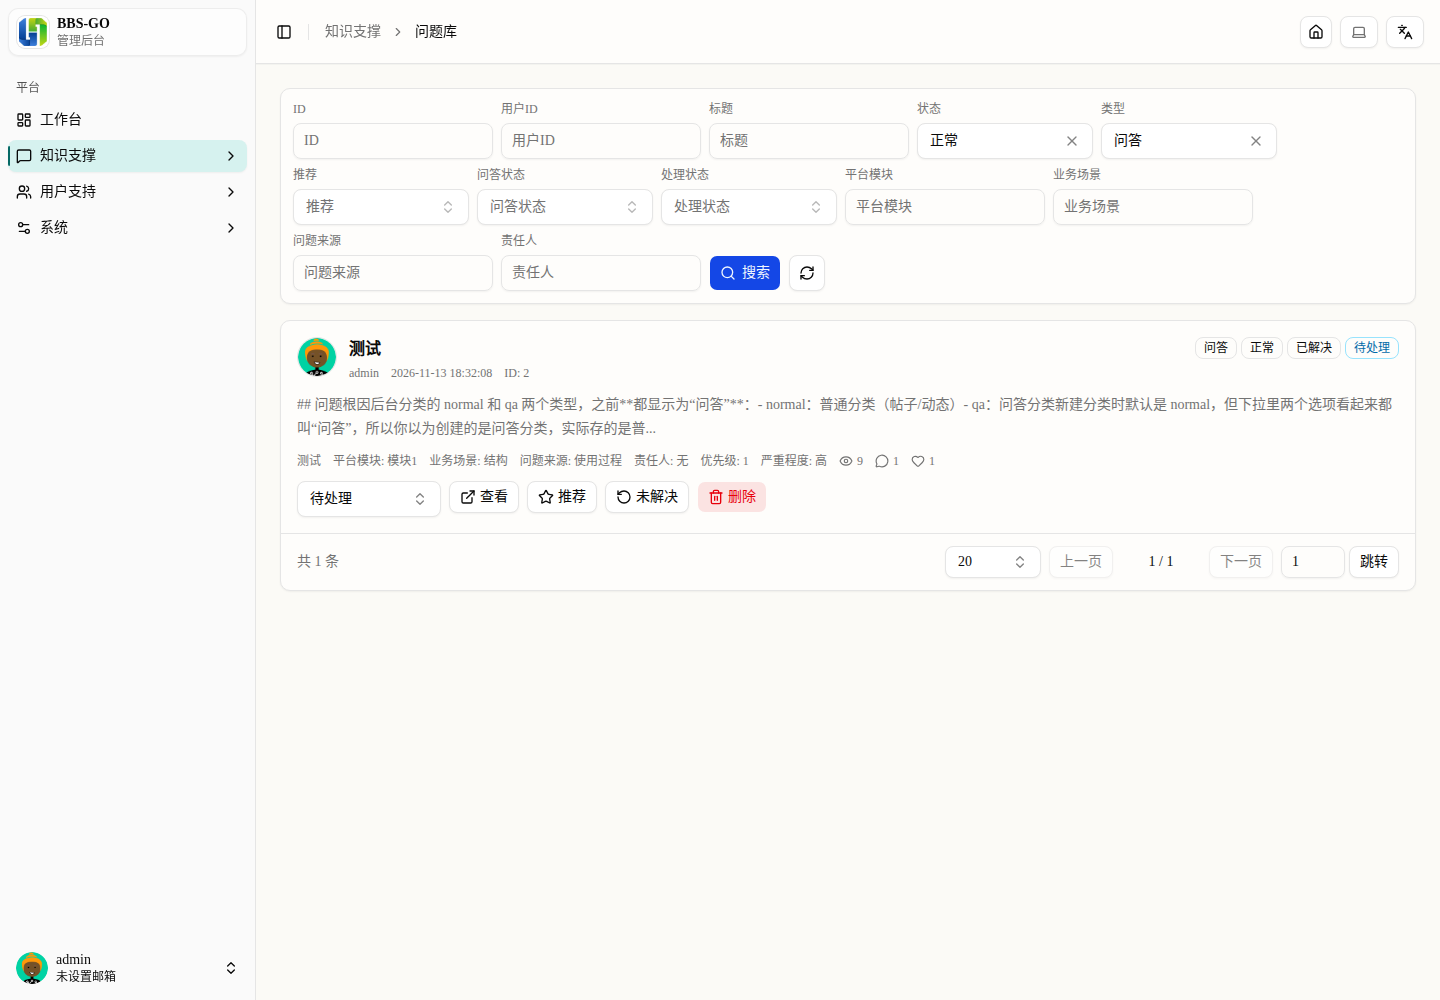 BBS-GO
管理后台
平台
工作台
知识支撑
用户支持
系统
admin
未设置邮箱
知识支撑 问题库
ID 用户ID 标题 状态 类型
ID 用户ID 标题 正常 问答
推荐 问答状态 处理状态 平台模块 业务场景
推荐 问答状态 处理状态 平台模块 业务场景
问题来源 责任人
问题来源 责任人 搜索
测试 问答 正常 已解决 待处理
admin 2026-11-13 18:32:08 ID: 2
## 问题根因后台分类的 normal 和 qa 两个类型，之前**都显示为“问答”**：- normal：普通分类（帖子/动态）- qa：问答分类新建分类时默认是 normal，但下拉里两个选项看起来都
叫“问答”，所以你以为创建的是问答分类，实际存的是普...
测试 平台模块: 模块1 业务场景: 结构 问题来源: 使用过程 责任人: 无 优先级: 1 严重程度: 高 9 1 1
待处理 查看 推荐 未解决 删除
共 1 条 20 上一页 1 / 1 下一页 1 跳转